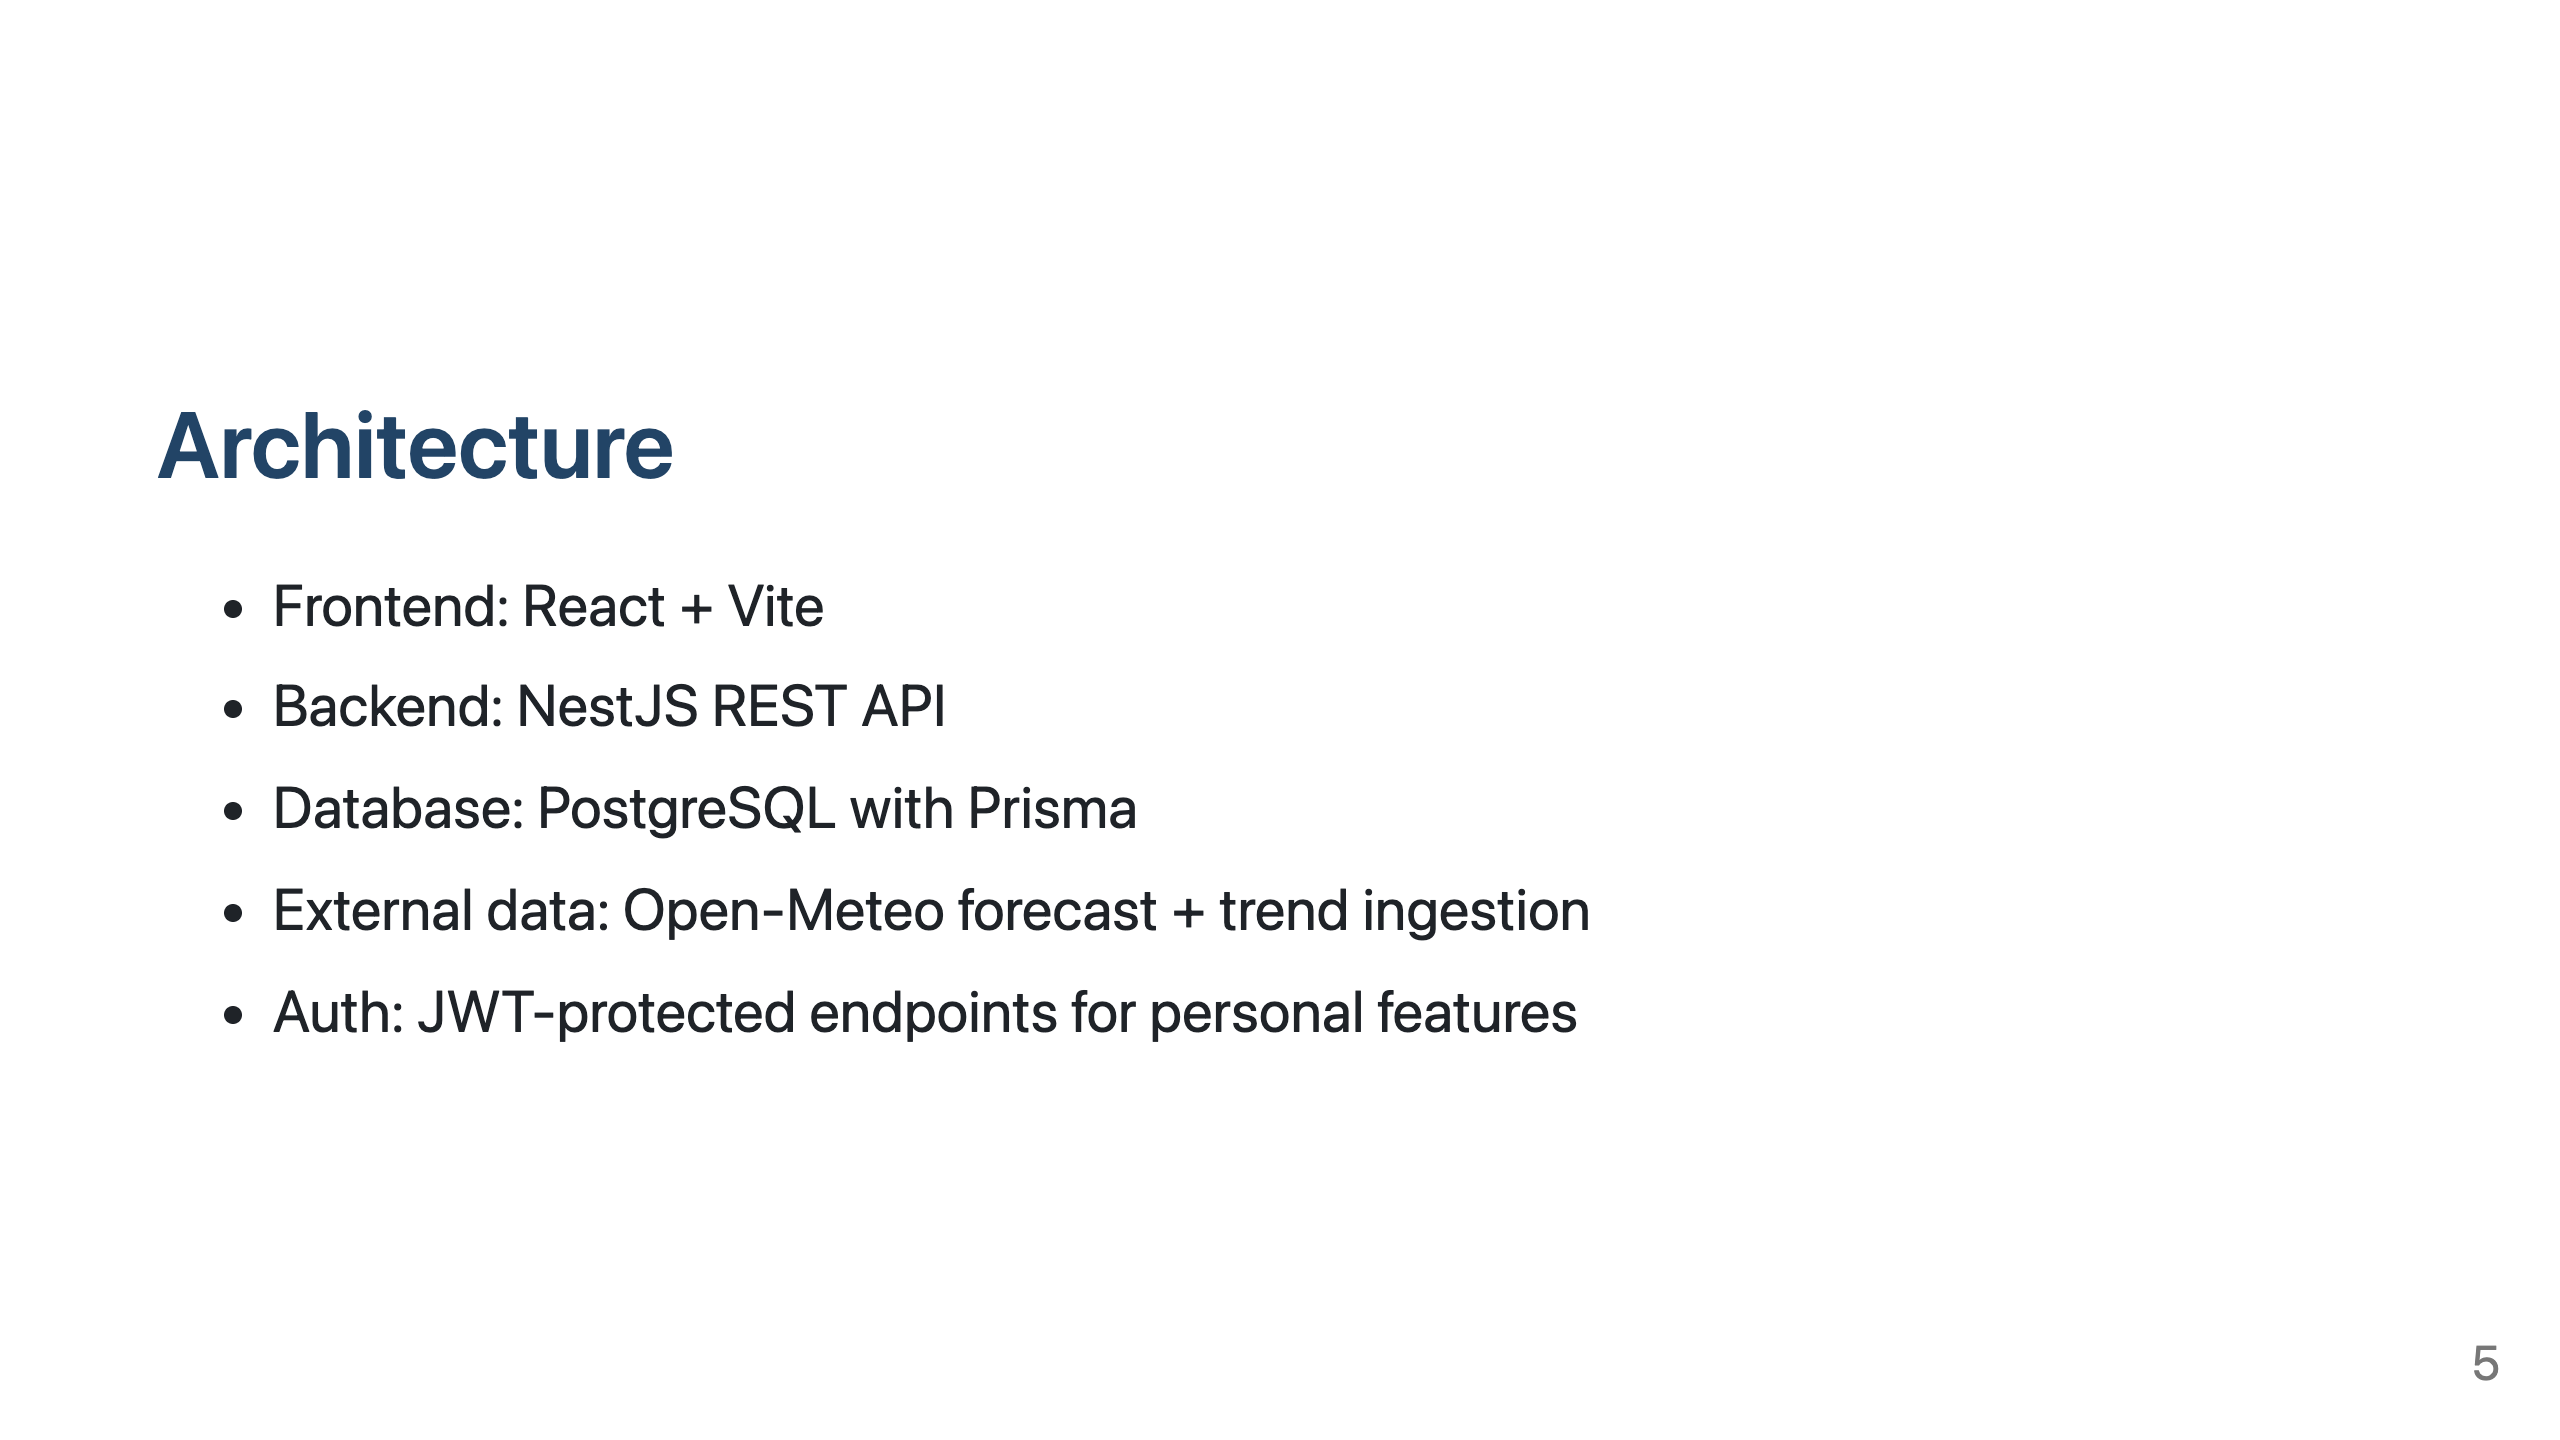 Architecture
• Frontend: React + Vite
• Backend: NestJS REST API
• Database: PostgreSQL with Prisma
• External data: Open-Meteo forecast + trend ingestion
• Auth: JWT-protected endpoints for personal features
5